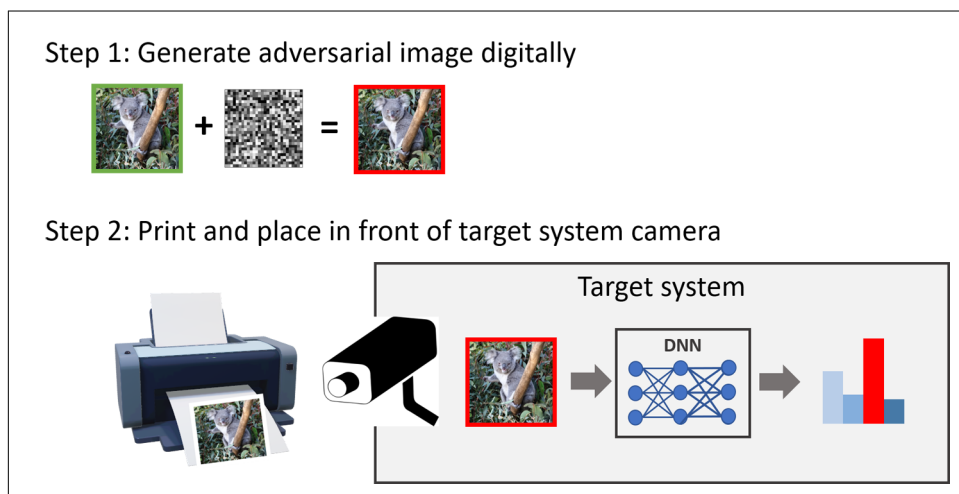 Step 1: Generate adversarial image digitally
+
=
Step 2: Print and place in front of target system camera
Target system
DNN